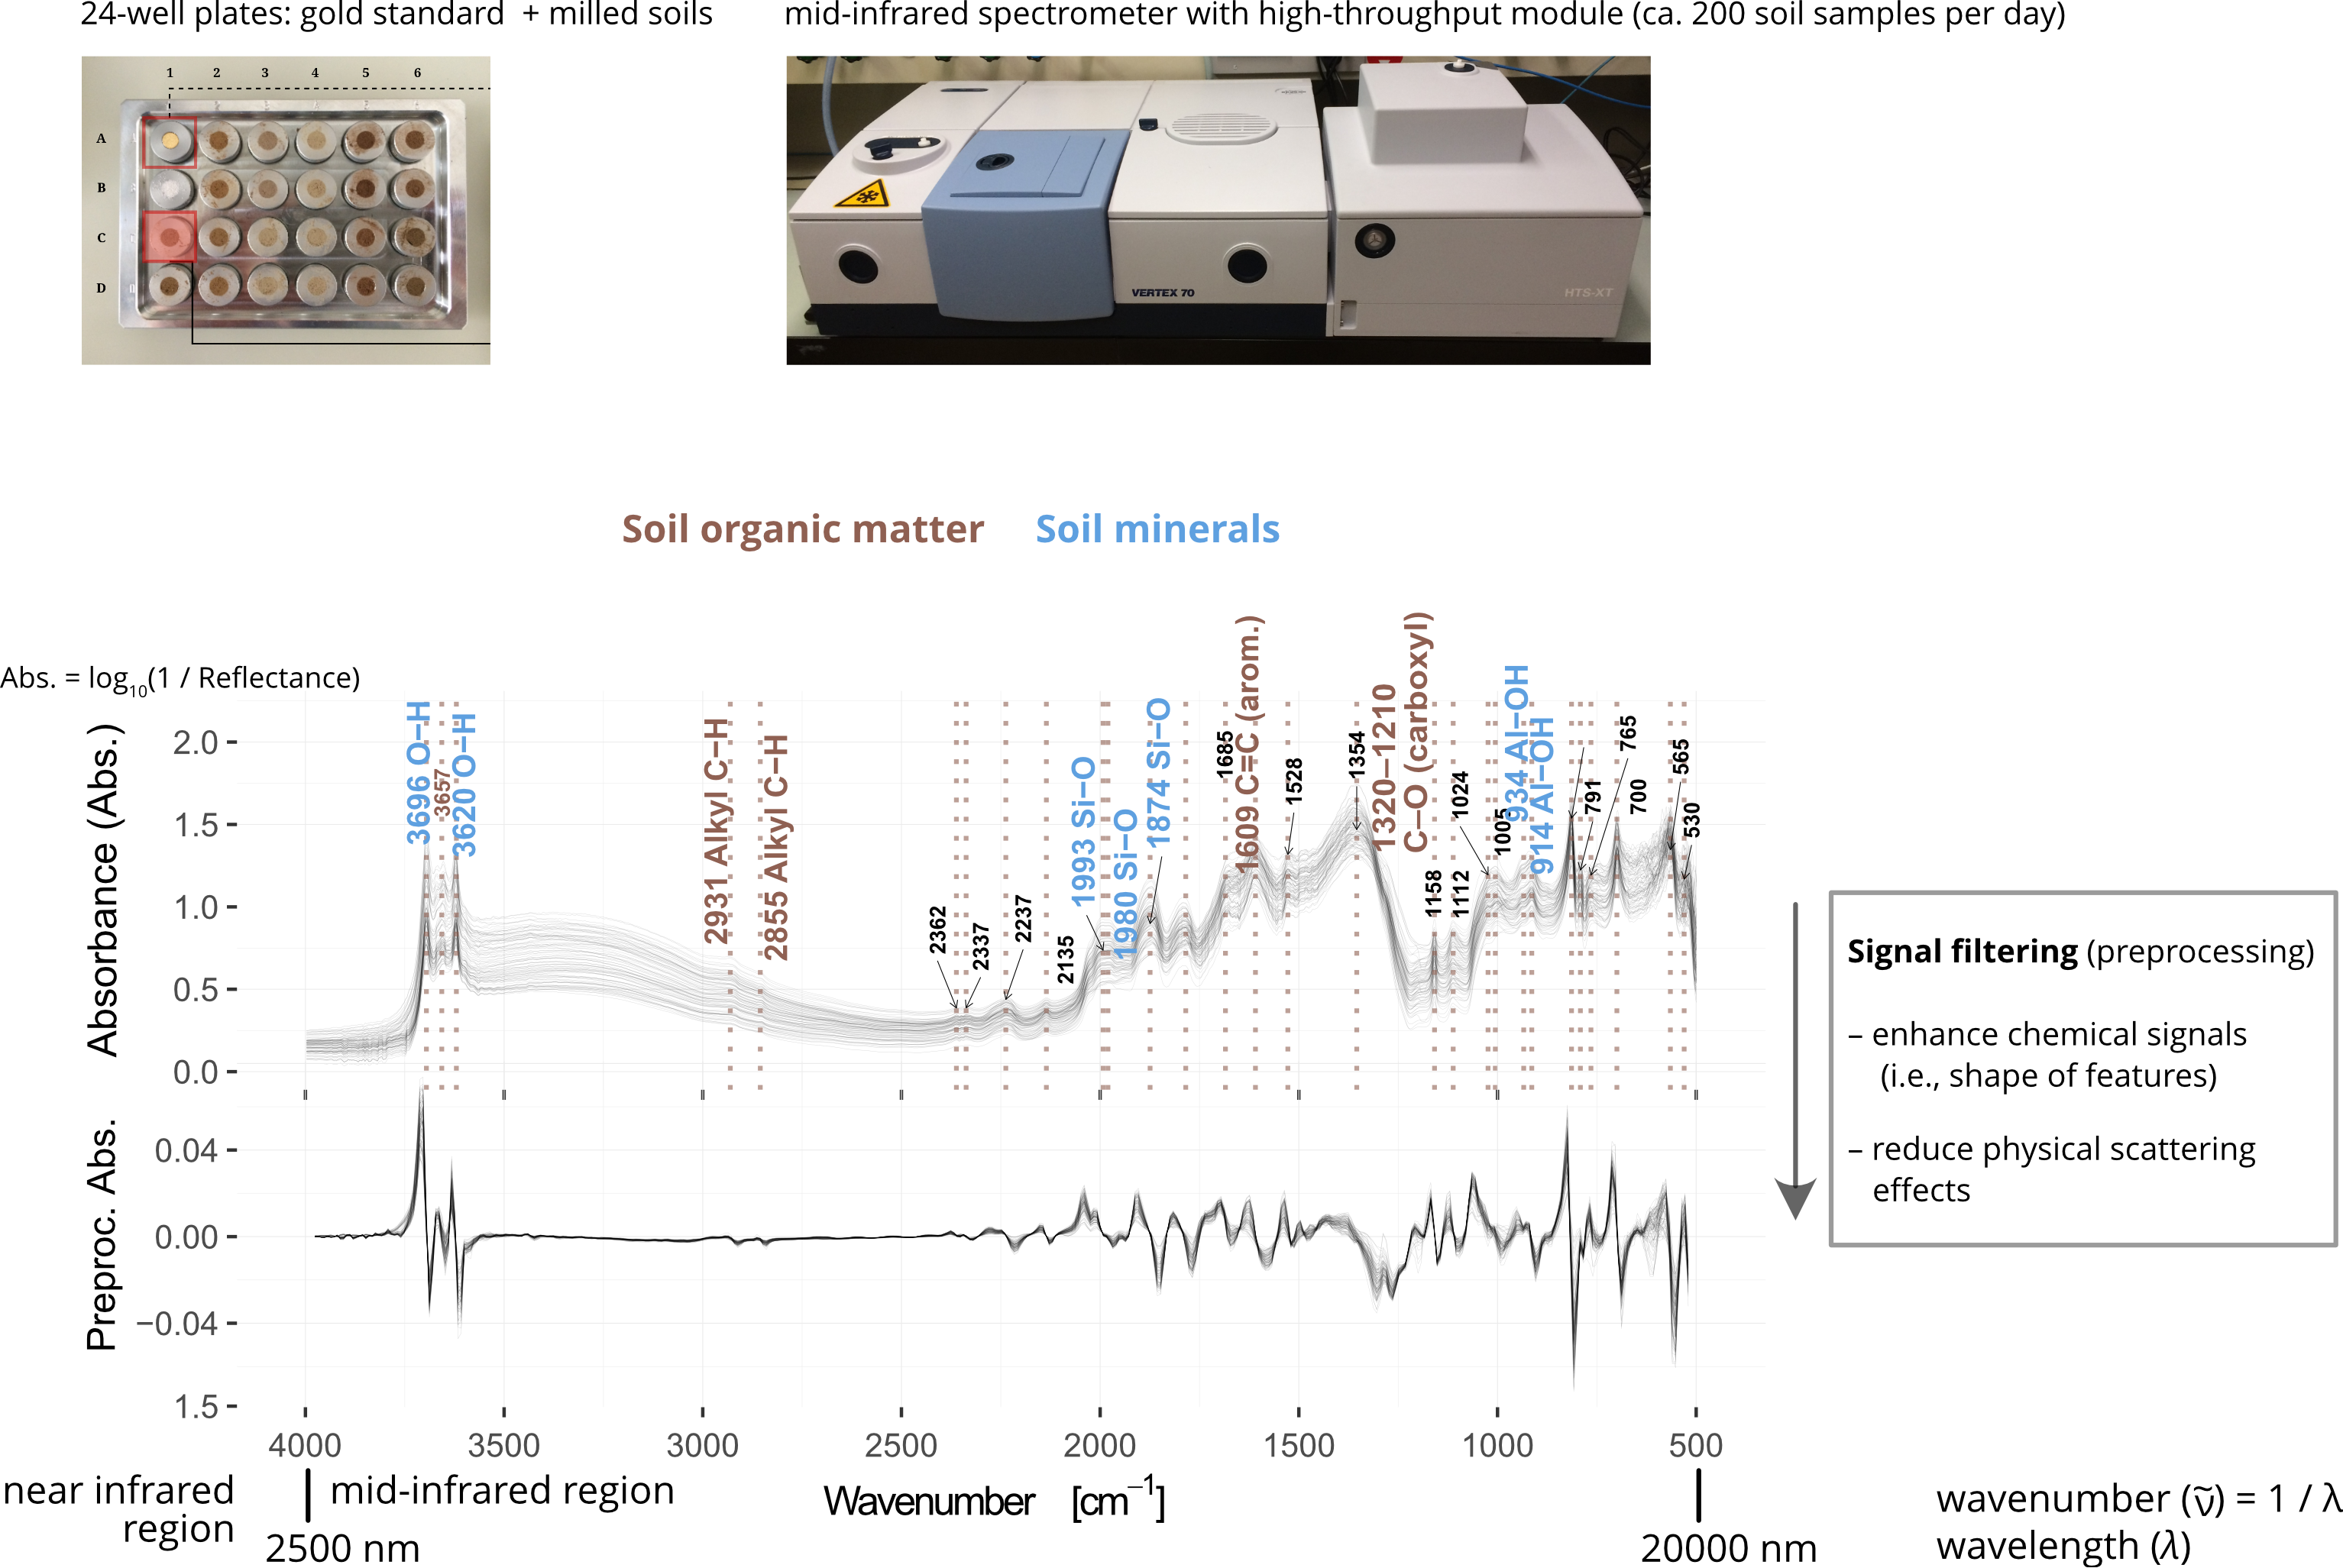 24-well plates: gold standard + milled soils
mid-infrared spectrometer with high-throughput module (ca. 200 soil samples per day)
1 2 3 4 5 6
A
B
C
D
VERTEX 70
HTS-XT
Soil organic matter
Soil minerals
Abs. = log10(1 / Reflectance)
Absorbance (Abs.)
2.0
1.5
1.0
0.5
0.0
3696 O−H
3657
3620 O−H
2931 Alkyl C−H
2855 Alkyl C−H
2362
2337
2237
2135
1993 Si−O
1980 Si−O
1874 Si−O
1685
1609 C=C (arom.)
1528
1354
1320−1210
C−O (carboxyl)
1158
1112
1024
1005
934 Al−OH
914 Al−OH
791
765
700
565
530
Signal filtering (preprocessing)
– enhance chemical signals
(i.e., shape of features)
– reduce physical scattering
effects
Preproc. Abs.
0.04
0.00
−0.04
1.5
4000 3500 3000 2500 2000 1500 1000 500
near infrared
region
mid-infrared region
Wavenumber [cm⁻¹]
2500 nm
20000 nm
wavenumber (ν̃) = 1 / λ
wavelength (λ)